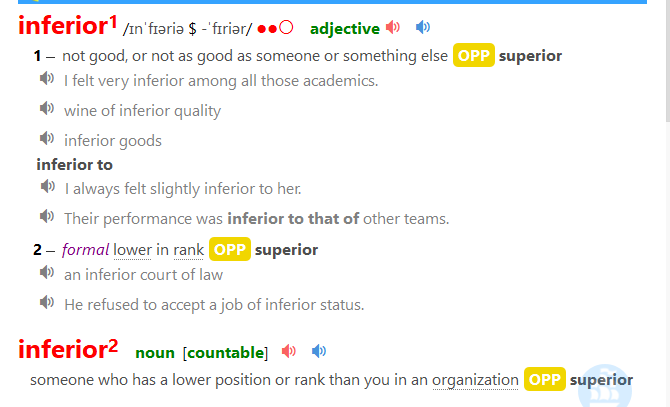 inferior1 /ɪnˈfɪəriə $ -ˈfɪriər/ ●●○ adjective
1 – not good, or not as good as someone or something else OPP superior
I felt very inferior among all those academics.
wine of inferior quality
inferior goods
inferior to
I always felt slightly inferior to her.
Their performance was inferior to that of other teams.
2 – formal lower in rank OPP superior
an inferior court of law
He refused to accept a job of inferior status.
inferior2 noun [countable]
someone who has a lower position or rank than you in an organization OPP superior